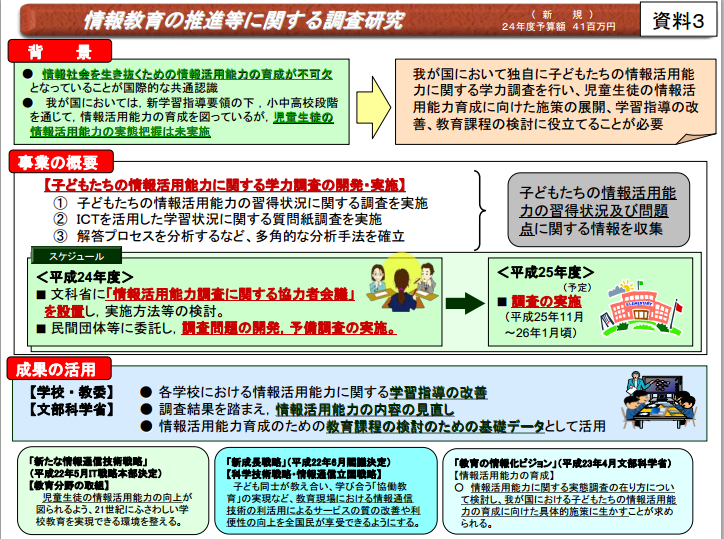 情報教育の推進等に関する調査研究
（ 新 規 ）
24年度予算額 41百万円
資料3
背 景
● 情報社会を生き抜くための情報活用能力の育成が不可欠
となっていることが国際的な共通認識
● 我が国においては，新学習指導要領の下，小中高校段階
を通じて，情報活用能力の育成を図っているが，児童生徒の
情報活用能力の実態把握は未実施
我が国において独自に子どもたちの情報活用能
力に関する学力調査を行い、児童生徒の情報活
用能力育成に向けた施策の展開、学習指導の改
善、教育課程の検討に役立てることが必要
事業の概要
【子どもたちの情報活用能力に関する学力調査の開発・実施】
① 子どもたちの情報活用能力の習得状況に関する調査を実施
② ICTを活用した学習状況に関する質問紙調査を実施
③ 解答プロセスを分析するなど、多角的な分析手法を確立
子どもたちの情報活用能
力の習得状況及び問題
点に関する情報を収集
スケジュール
＜平成24年度＞
■ 文科省に「情報活用能力調査に関する協力者会議」
を設置し，実施方法等の検討。
■ 民間団体等に委託し，調査問題の開発，予備調査の実施。
＜平成25年度＞
（予定）
■ 調査の実施
（平成25年11月
～26年1月頃）
ELEMENTARY
成果の活用
【学校・教委】 ● 各学校における情報活用能力に関する学習指導の改善
【文部科学省】 ● 調査結果を踏まえ，情報活用能力の内容の見直し
● 情報活用能力育成のための教育課程の検討のための基礎データとして活用
「新たな情報通信技術戦略」
（平成22年5月IT戦略本部決定）
【教育分野の取組】
児童生徒の情報活用能力の向上が
図られるよう、21世紀にふさわしい学
校教育を実現できる環境を整える。
「新成長戦略」（平成22年6月閣議決定）
【科学技術戦略・情報通信立国戦略】
子ども同士が教え合い、学び合う「協働教
育」の実現など、教育現場における情報通信
技術の利活用によるサービスの質の改善や利
便性の向上を全国民が享受できるようにする。
「教育の情報化ビジョン」（平成23年4月文部科学省）
【情報活用能力の育成】
○ 情報活用能力に関する実態調査の在り方につい
て検討し、我が国における子どもたちの情報活用能
力の育成に向けた具体的施策に生かすことが求め
られる。